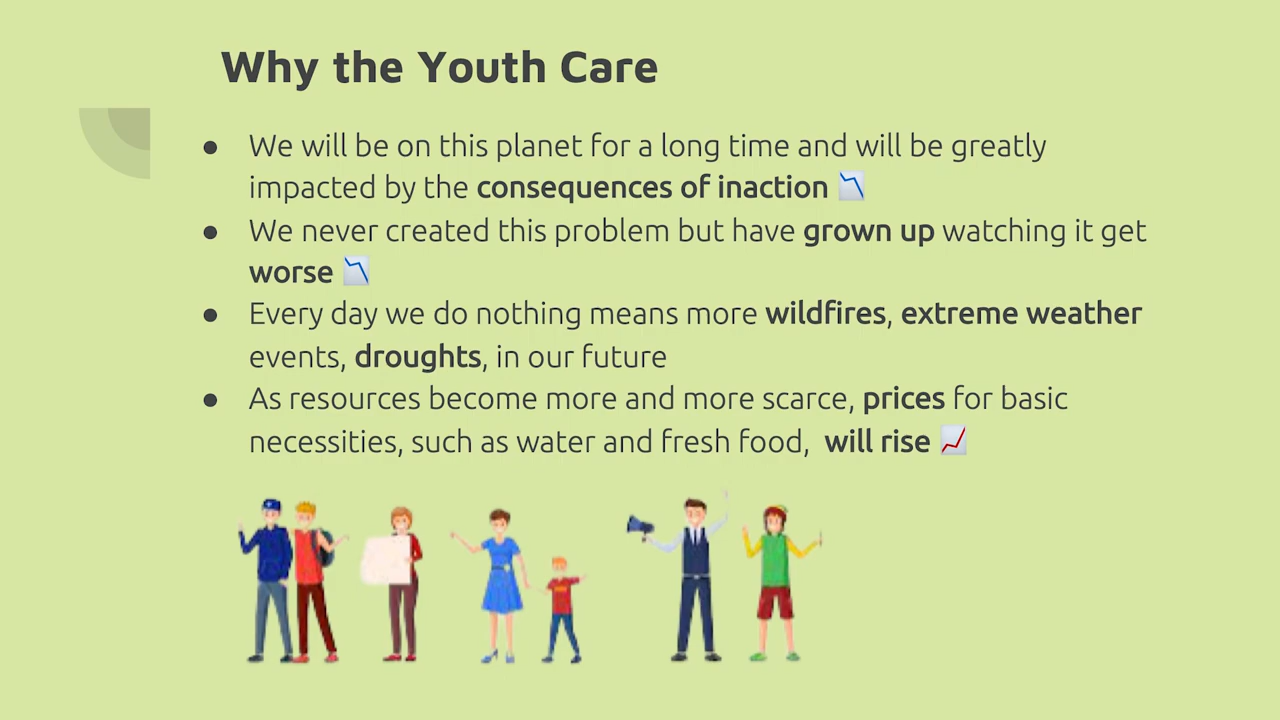 Why the Youth Care
● We will be on this planet for a long time and will be greatly
impacted by the consequences of inaction 📉
● We never created this problem but have grown up watching it get
worse 📉
● Every day we do nothing means more wildfires, extreme weather
events, droughts, in our future
● As resources become more and more scarce, prices for basic
necessities, such as water and fresh food,  will rise 📈